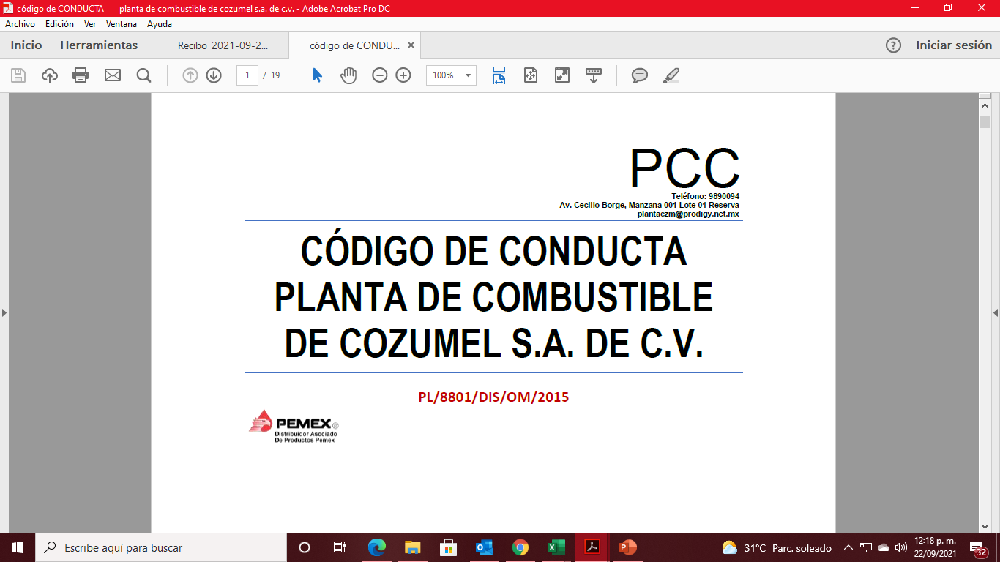 código de CONDUCTA planta de combustible de cozumel s.a. de c.v. - Adobe Acrobat Pro DC
Archivo Edición Ver Ventana Ayuda
Inicio Herramientas Recibo_2021-09-2... código de CONDU... × ? Iniciar sesión
1 / 19 100%
PCC
Teléfono: 9890094
Av. Cecilio Borge, Manzana 001 Lote 01 Reserva
plantaczm@prodigy.net.mx
CÓDIGO DE CONDUCTA
PLANTA DE COMBUSTIBLE
DE COZUMEL S.A. DE C.V.
PL/8801/DIS/OM/2015
PEMEX®
Distribuidor Asociado
De Productos Pemex
Escribe aquí para buscar
31°C Parc. soleado
12:18 p. m.
22/09/2021
32